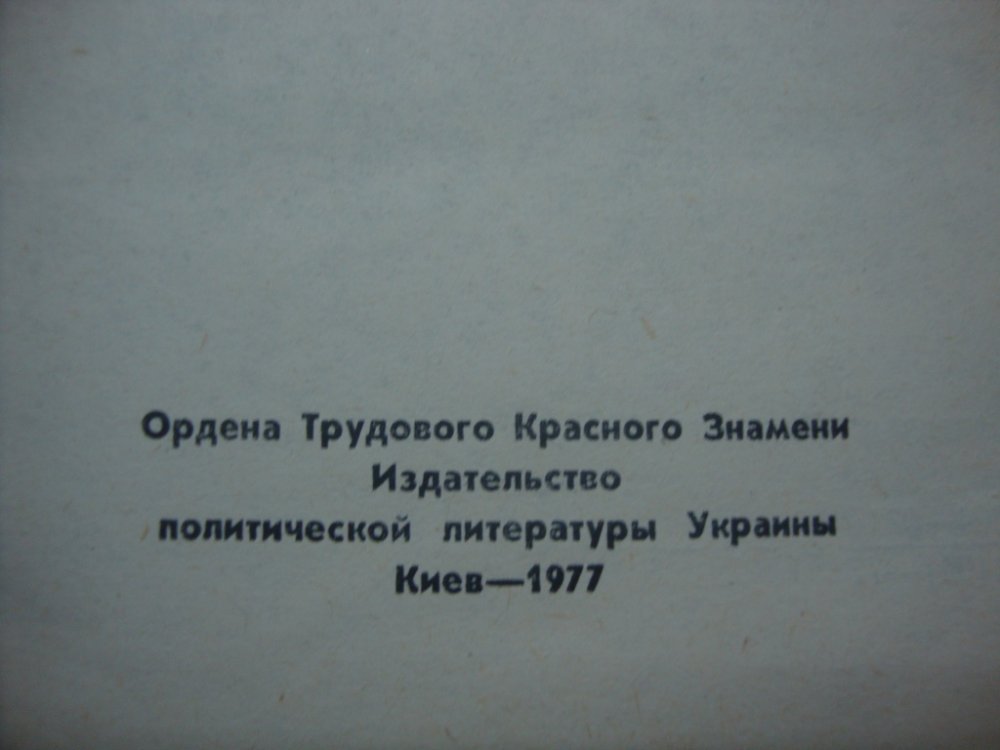 Ордена Трудового Красного Знамени
Издательство
политической литературы Украины
Киев—1977